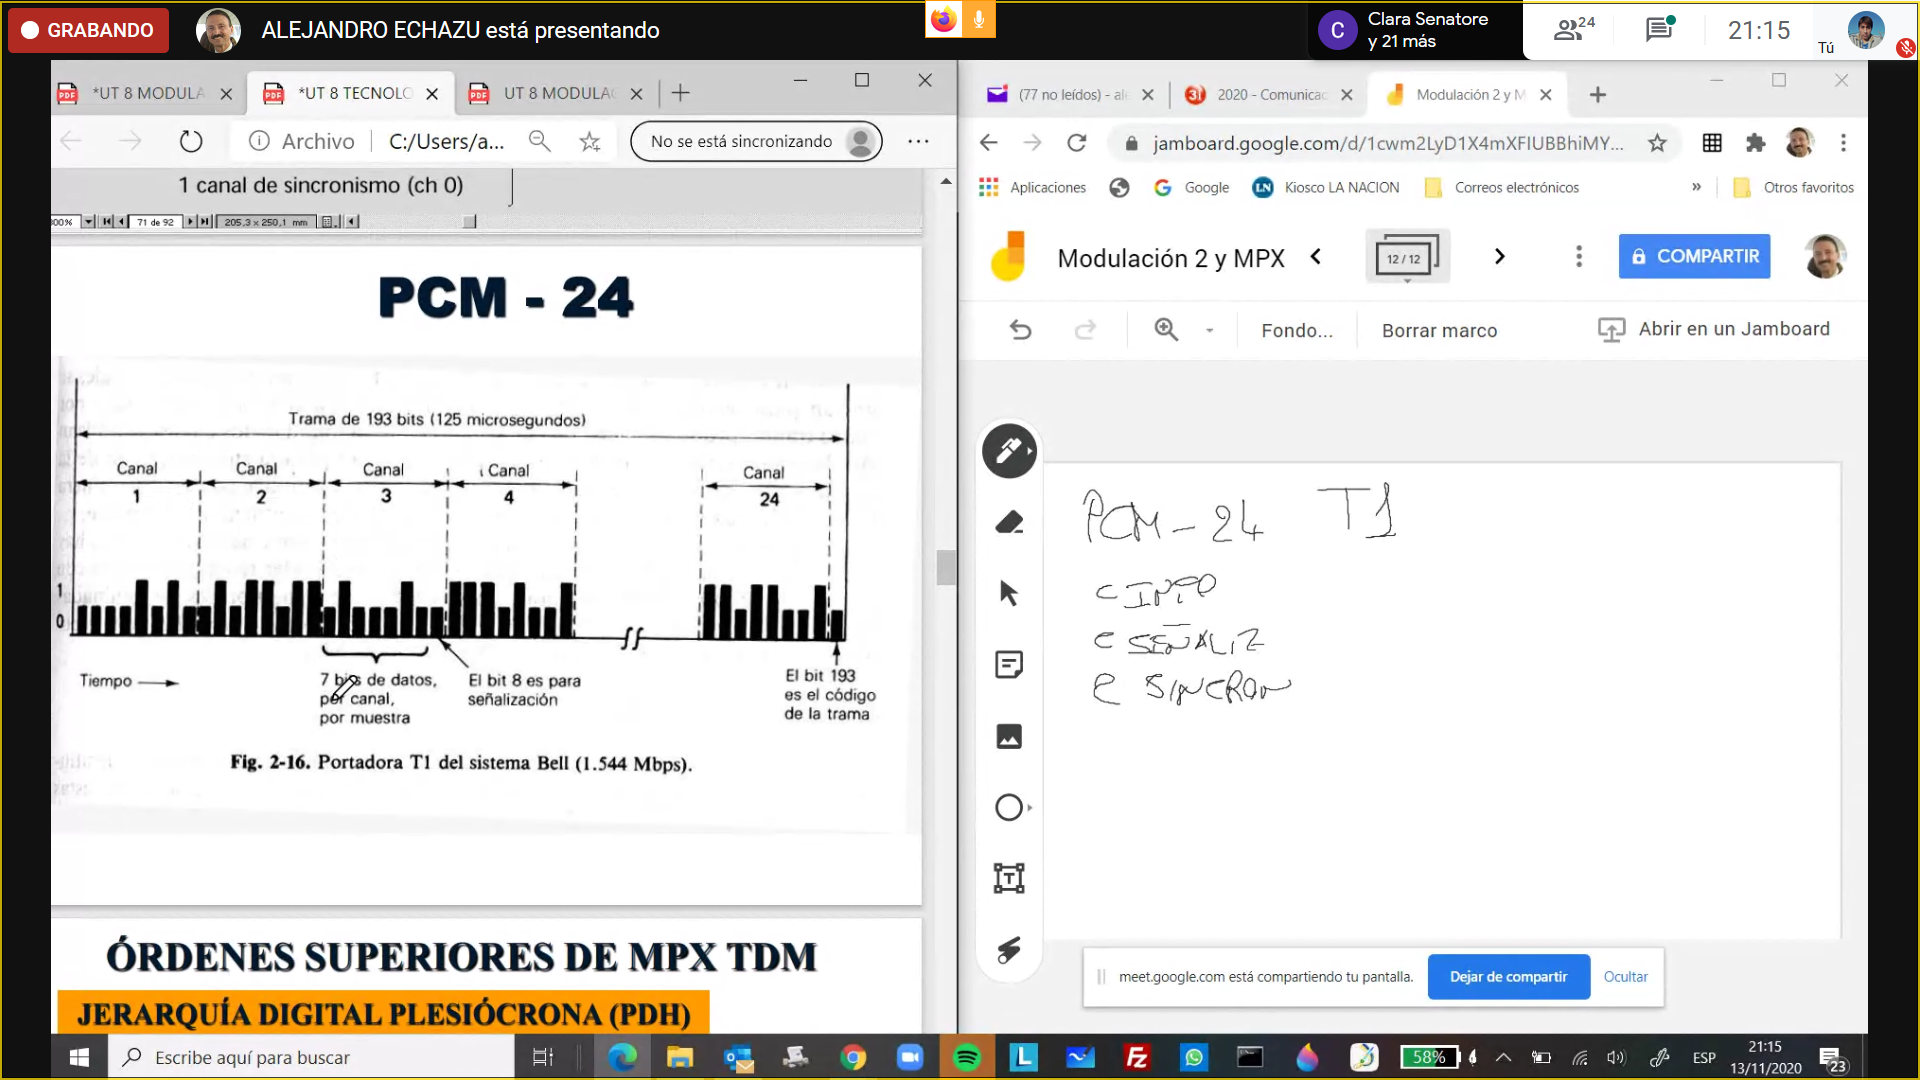 GRABANDO
ALEJANDRO ECHAZU está presentando
C
Clara Senatore
y 21 más
24
21:15
Tú
*UT 8 MODULA
*UT 8 TECNOLO
UT 8 MODULAC
Archivo
C:/Users/a...
No se está sincronizando
1 canal de sincronismo (ch 0)
71 de 92
205,3 x 250,1 mm
PCM - 24
Trama de 193 bits (125 microsegundos)
Canal Canal Canal Canal Canal
1 2 3 4 24
1
0
Tiempo
7 bits de datos,
por canal,
por muestra
El bit 8 es para
señalización
El bit 193
es el código
de la trama
Fig. 2-16. Portadora T1 del sistema Bell (1.544 Mbps).
ÓRDENES SUPERIORES DE MPX TDM
JERARQUÍA DIGITAL PLESIÓCRONA (PDH)
(77 no leídos) - al
2020 - Comunicac
Modulación 2 y M
jamboard.google.com/d/1cwm2LyD1X4mXFIUBBhiMY...
Aplicaciones
Google
LN
Kiosco LA NACION
Correos electrónicos
»
Otros favoritos
Modulación 2 y MPX
12 / 12
COMPARTIR
Fondo...
Borrar marco
Abrir en un Jamboard
PCM - 24 T1
C INFO
C SEÑALIZ
C SINCRON
meet.google.com está compartiendo tu pantalla.
Dejar de compartir
Ocultar
Escribe aquí para buscar
58%
ESP
21:15
13/11/2020
23